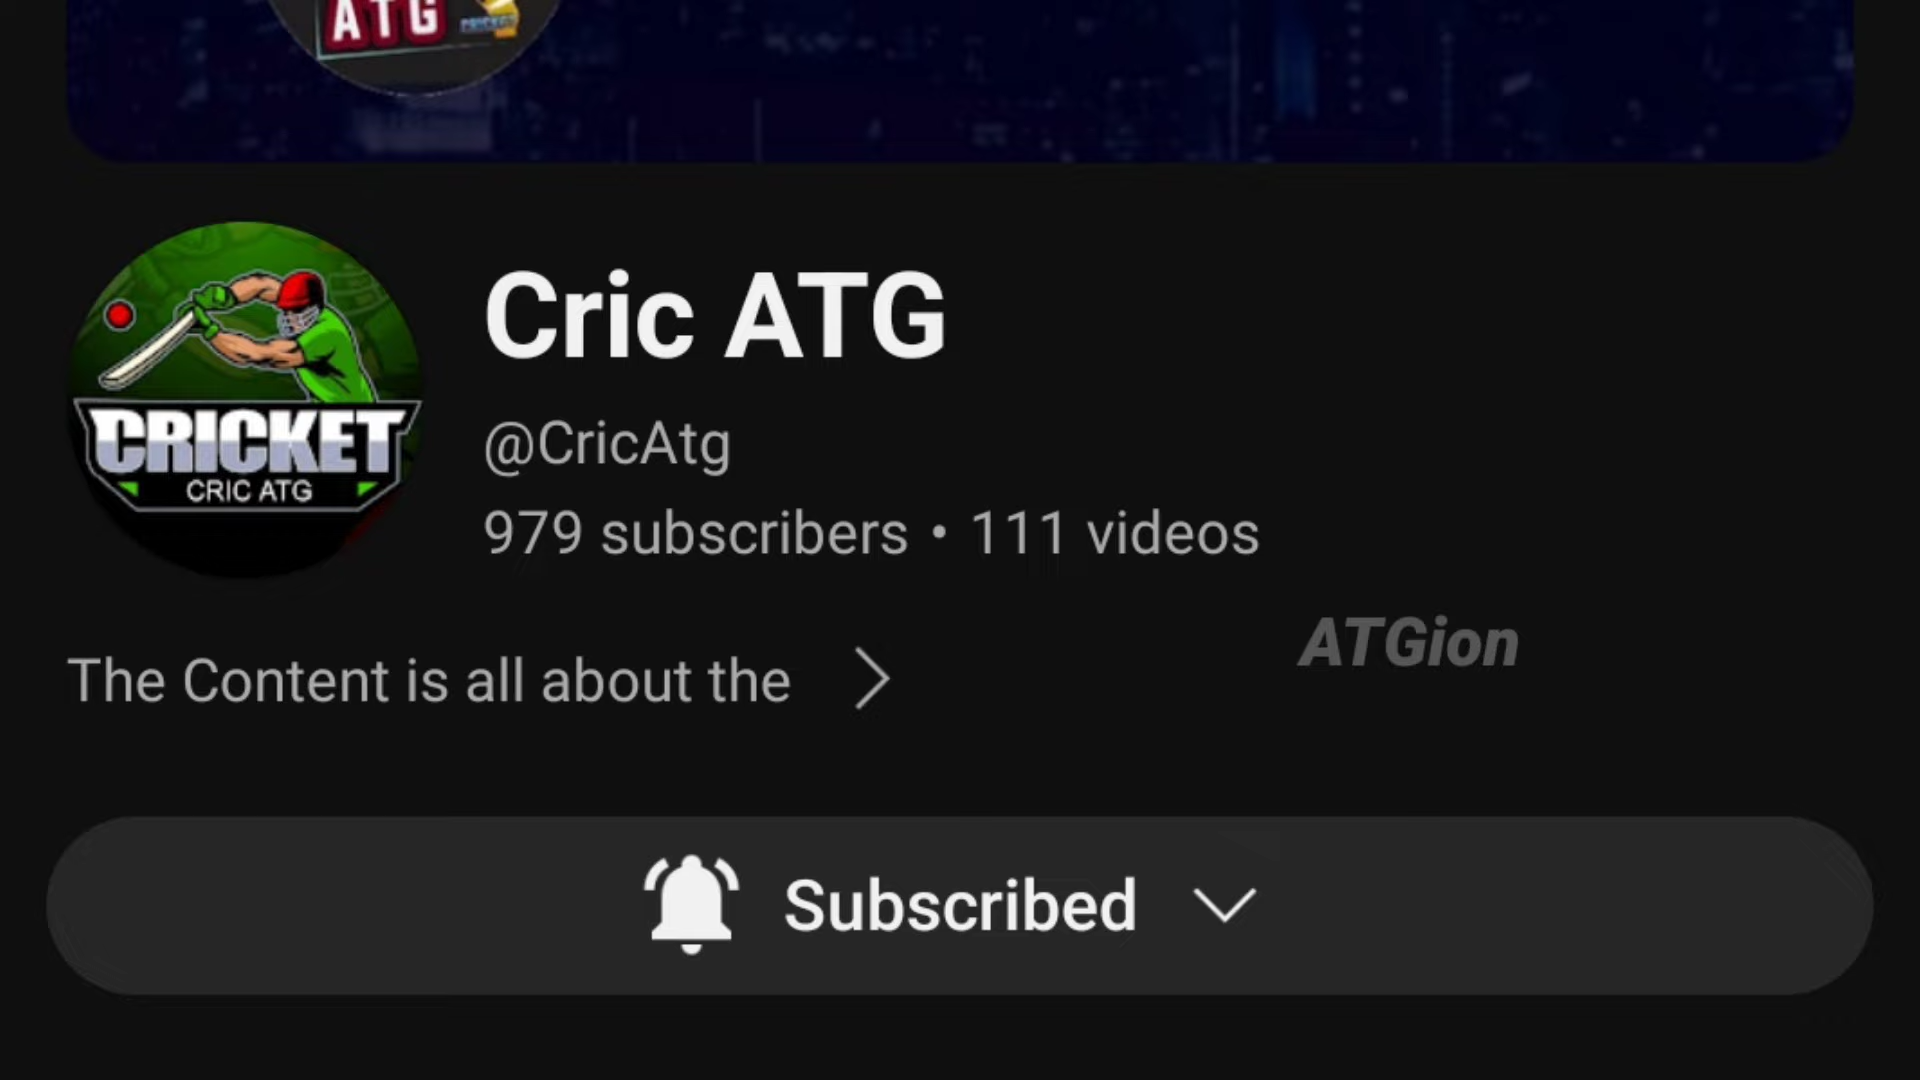 ATG CRICKET
Cric ATG
@CricAtg
979 subscribers • 111 videos
CRICKET
CRIC ATG
ATGion
The Content is all about the
Subscribed